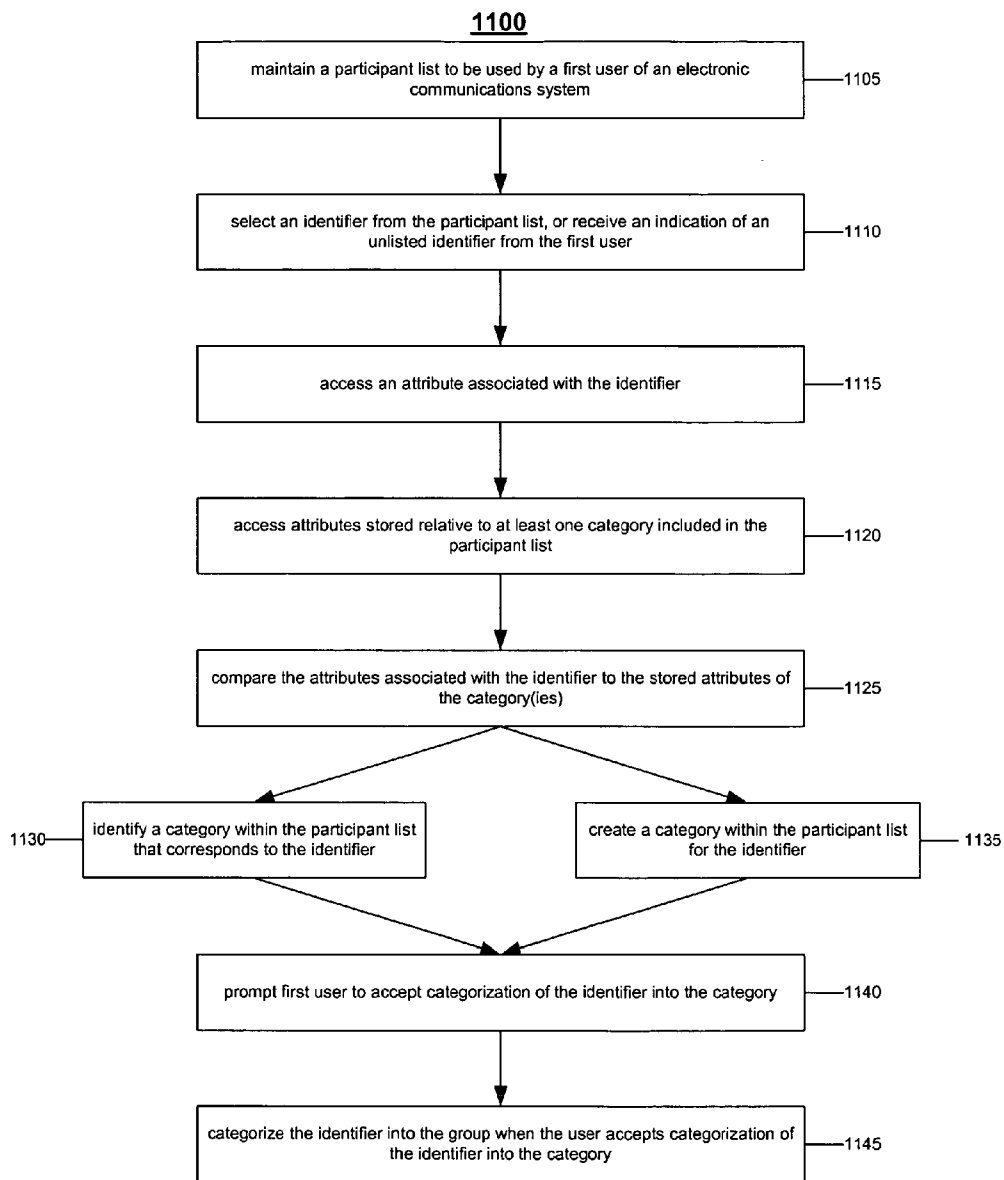 1100
maintain a participant list to be used by a first user of an electronic
communications system
1105
select an identifier from the participant list, or receive an indication of an
unlisted identifier from the first user
1110
access an attribute associated with the identifier
1115
access attributes stored relative to at least one category included in the
participant list
1120
compare the attributes associated with the identifier to the stored attributes of
the category(ies)
1125
1130
identify a category within the participant list
that corresponds to the identifier
create a category within the participant list
for the identifier
1135
prompt first user to accept categorization of the identifier into the category
1140
categorize the identifier into the group when the user accepts categorization of
the identifier into the category
1145